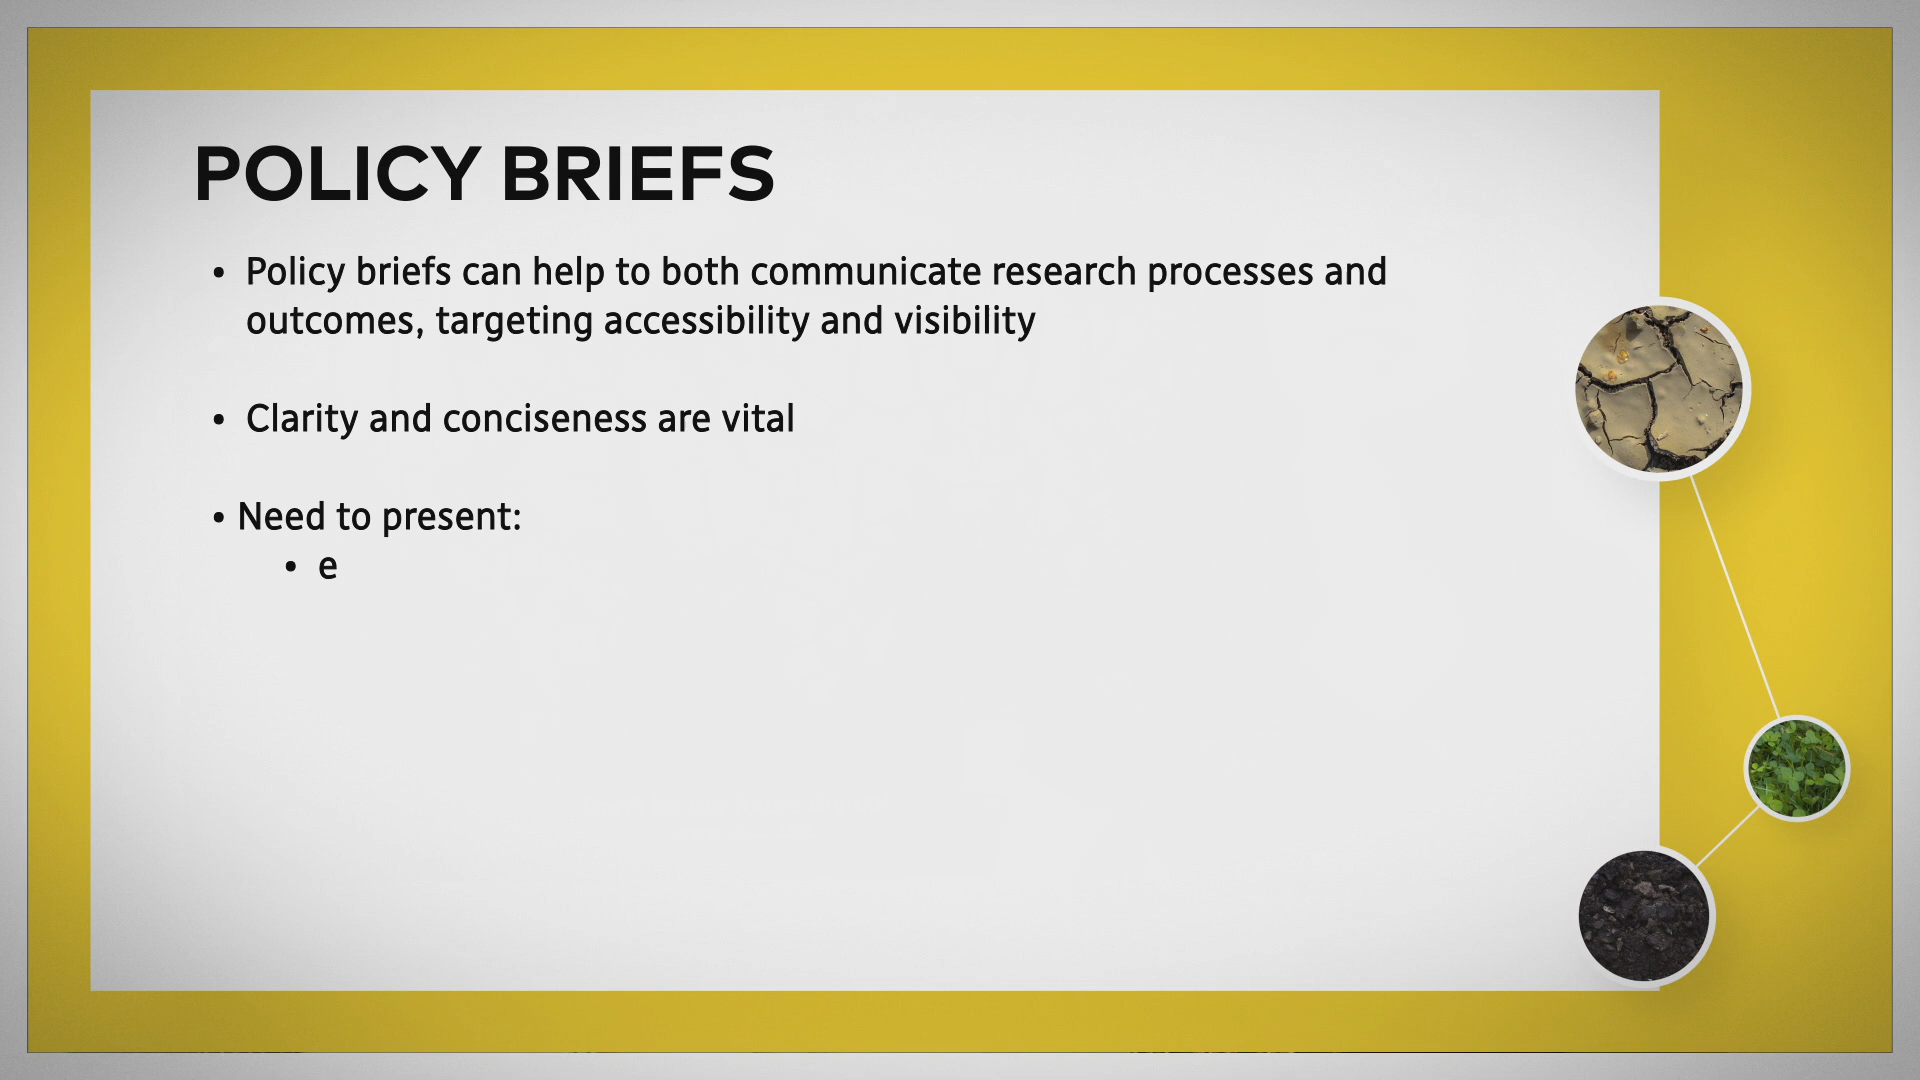 POLICY BRIEFS
• Policy briefs can help to both communicate research processes and
outcomes, targeting accessibility and visibility
• Clarity and conciseness are vital
• Need to present:
• e